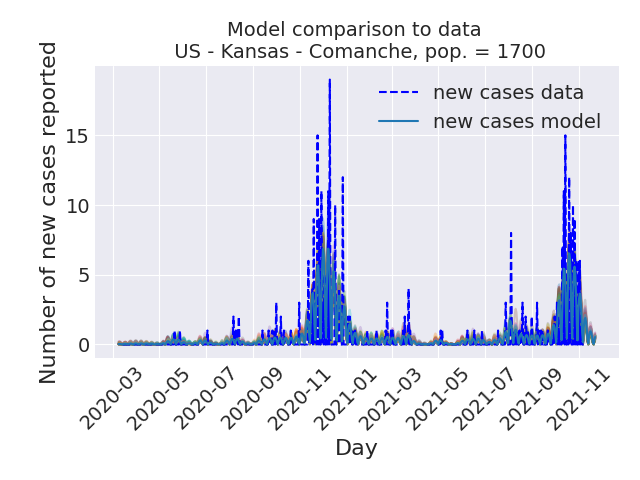 Model comparison to data
US - Kansas - Comanche, pop. = 1700
new cases data
new cases model
Number of new cases reported
15
10
5
0
2020-03
2020-05
2020-07
2020-09
2020-11
2021-01
2021-03
2021-05
2021-07
2021-09
2021-11
Day